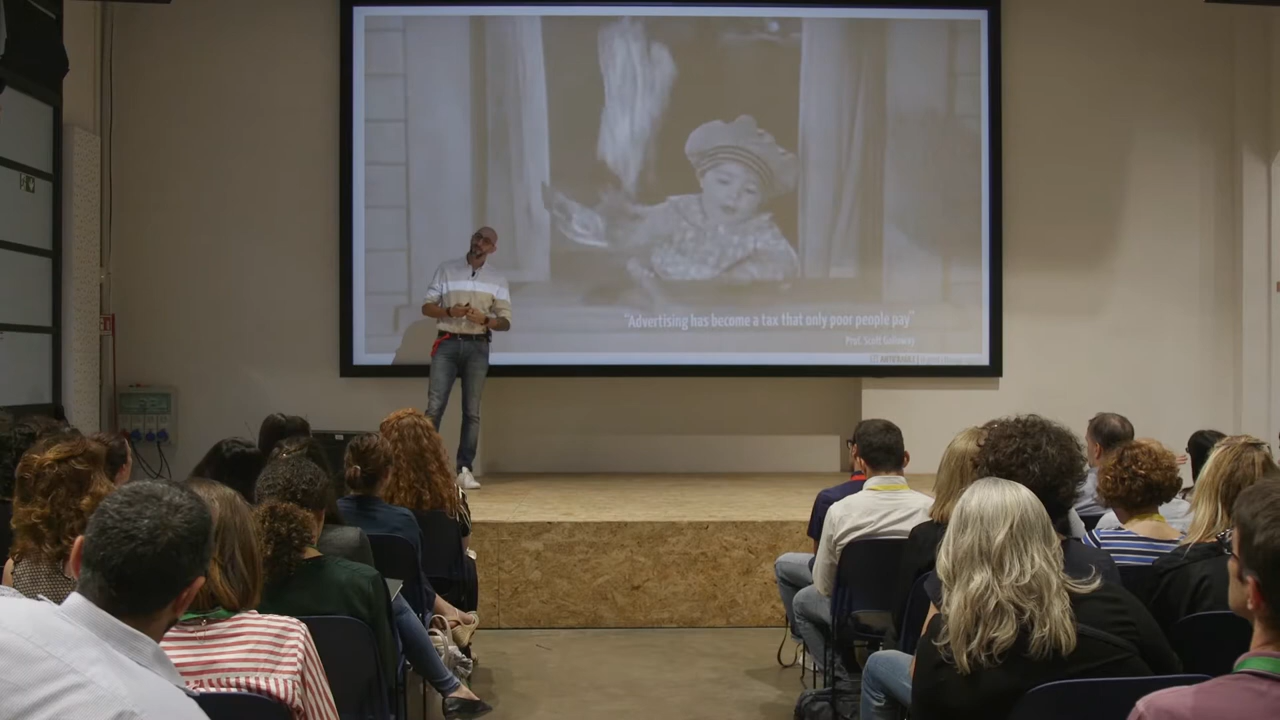 "Advertising has become a tax that only poor people pay"
Prof. Scott Galloway